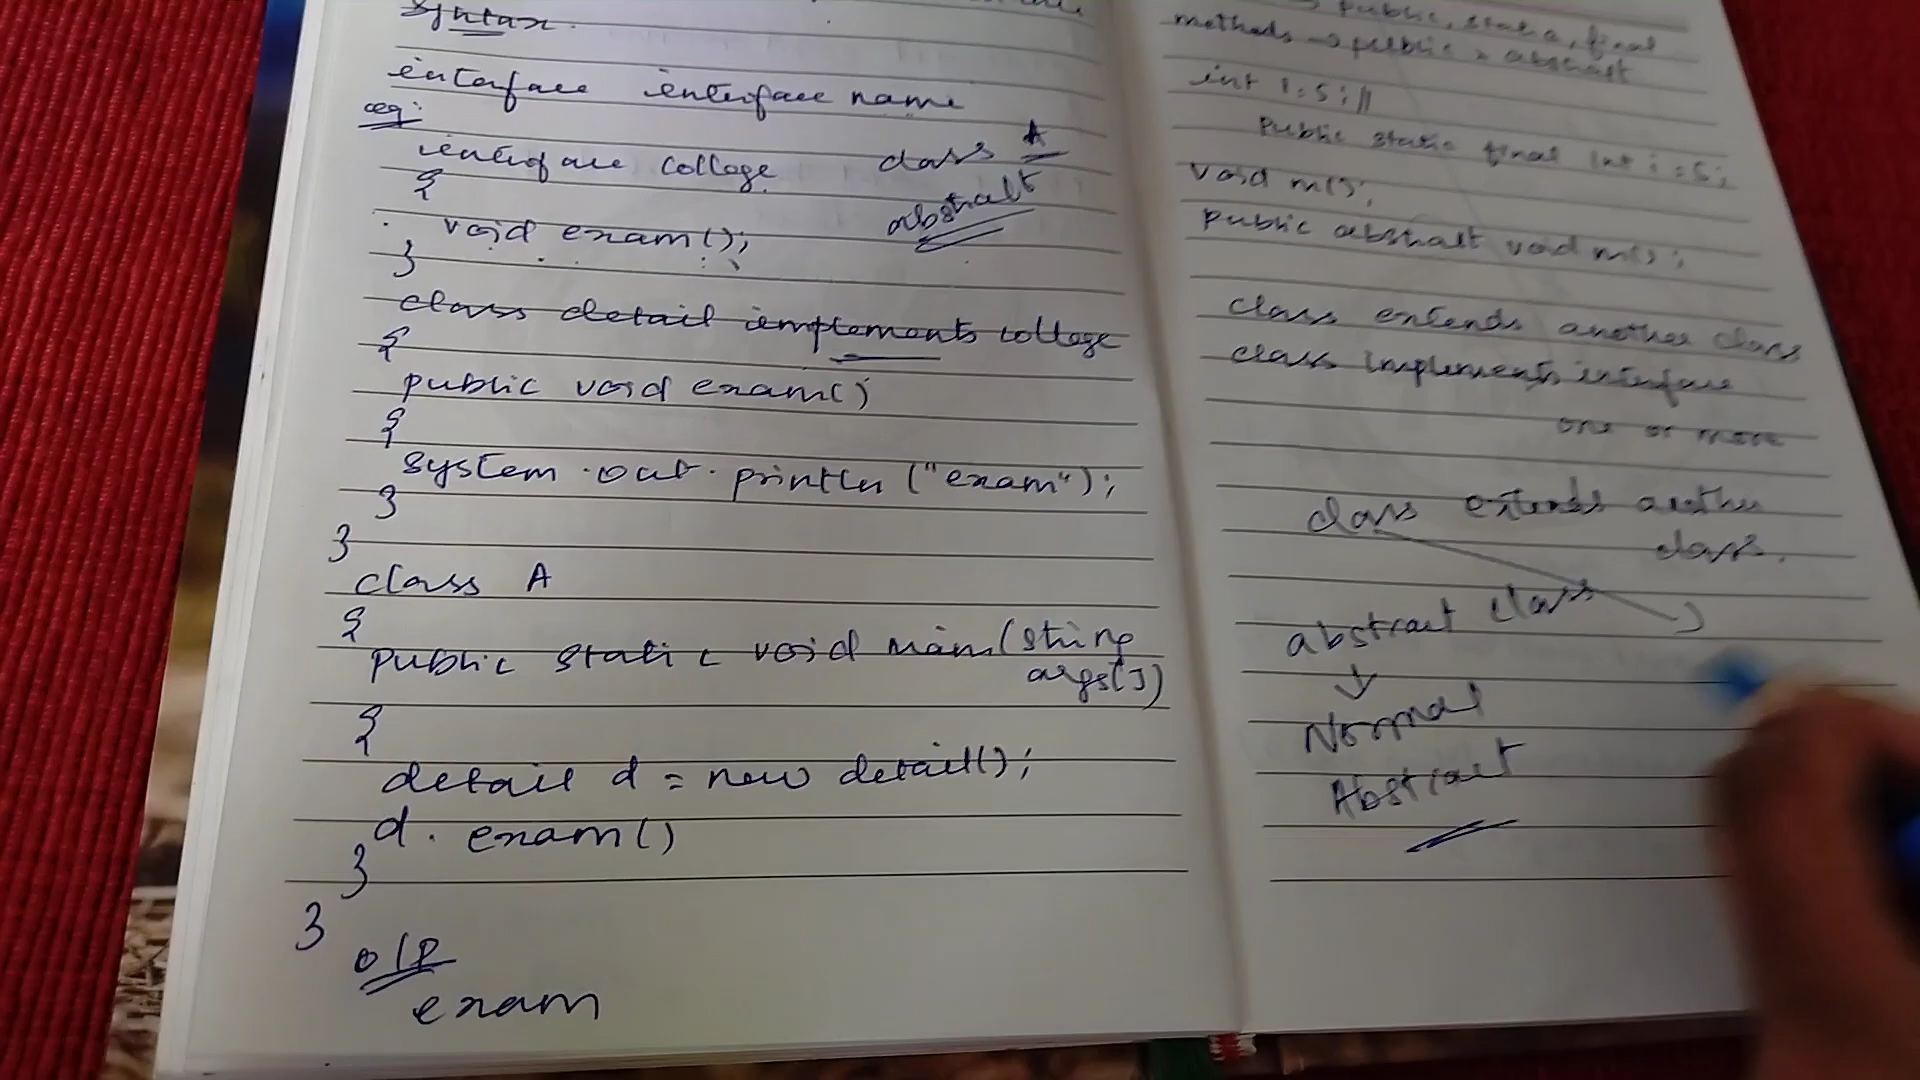 Syntax.
interface interface name
eg:
interface college class A
{ abstract
void exam();
}
class detail implements college
{
public void exam()
{
system.out.println("exam");
}
}
class A
{
public static void main(string
args[])
{
detail d = new detail();
d.exam()
}
}
o/p
exam
public, static, final
methods → public, abstract
int i=5; //
Public static final int i=5;
void m();
public abstract void m();
class extends another class
class implements interface
one or more
class extends another
class.
abstract class
↓
Normal
Abstract